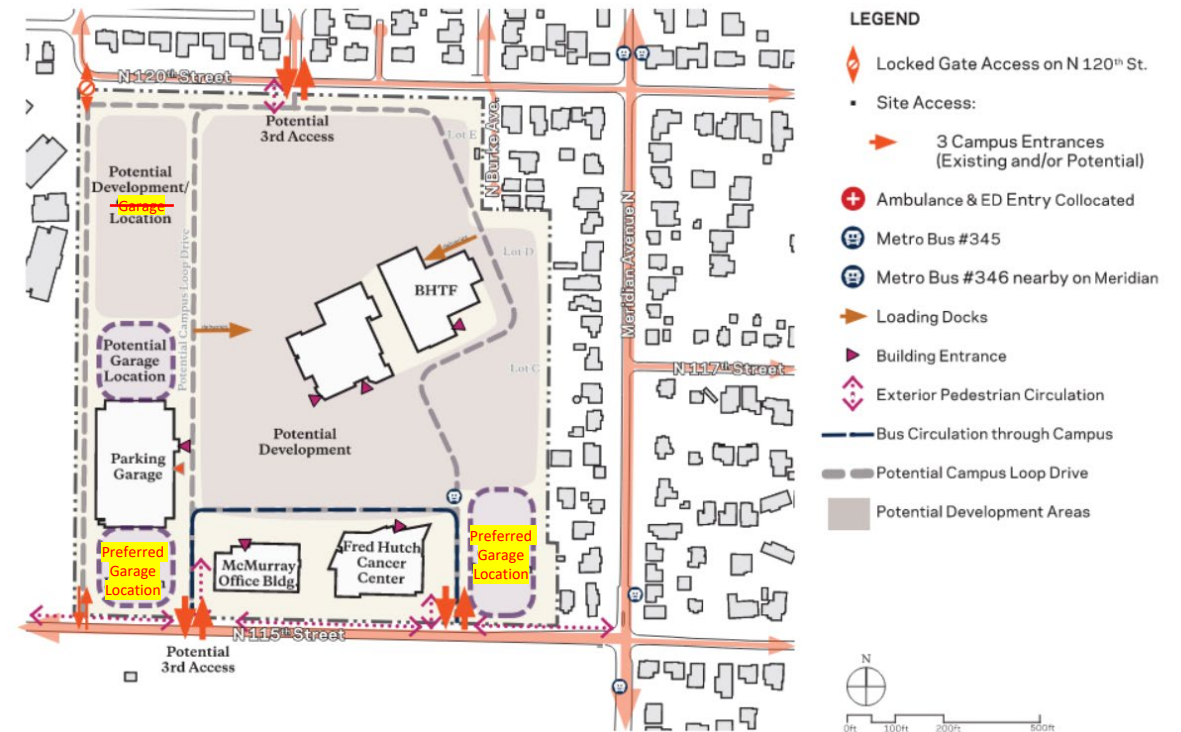 N 120th Street
Potential
3rd Access
N Burke Ave.
Lot E
Potential
Development/
Garage
Location
Potential Campus Loop Drive
Lot D
BHTF
Meridian Avenue N
Potential
Garage
Location
Lot C
N 117th Street
Parking
Garage
Potential
Development
Preferred
Garage
Location
McMurray
Office Bldg.
Fred Hutch
Cancer
Center
Preferred
Garage
Location
N 115th Street
Potential
3rd Access
LEGEND
Locked Gate Access on N 120th St.
Site Access:
3 Campus Entrances
(Existing and/or Potential)
Ambulance & ED Entry Collocated
Metro Bus #345
Metro Bus #346 nearby on Meridian
Loading Docks
Building Entrance
Exterior Pedestrian Circulation
Bus Circulation through Campus
Potential Campus Loop Drive
Potential Development Areas
N
0ft 100ft 200ft 500ft